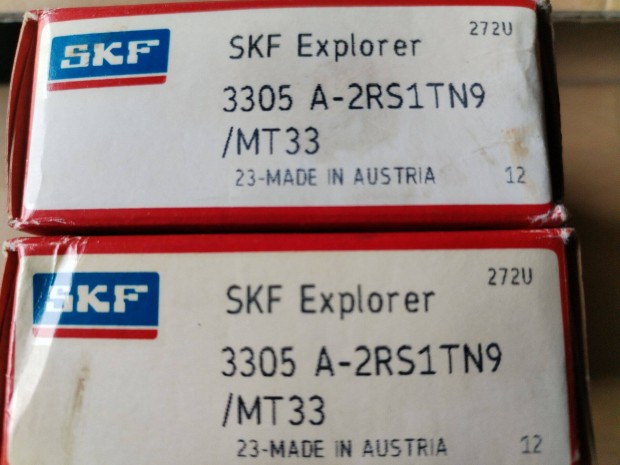 SKF
SKF Explorer
272U
3305 A-2RS1TN9
/MT33
23-MADE IN AUSTRIA
12
SKF
SKF Explorer
272U
3305 A-2RS1TN9
/MT33
23-MADE IN AUSTRIA
12